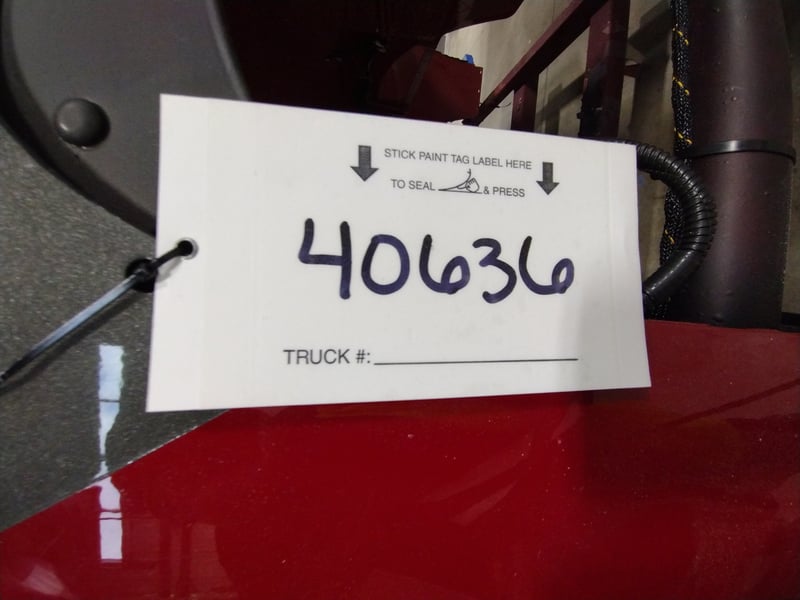 STICK PAINT TAG LABEL HERE
TO SEAL & PRESS
40636
TRUCK #: